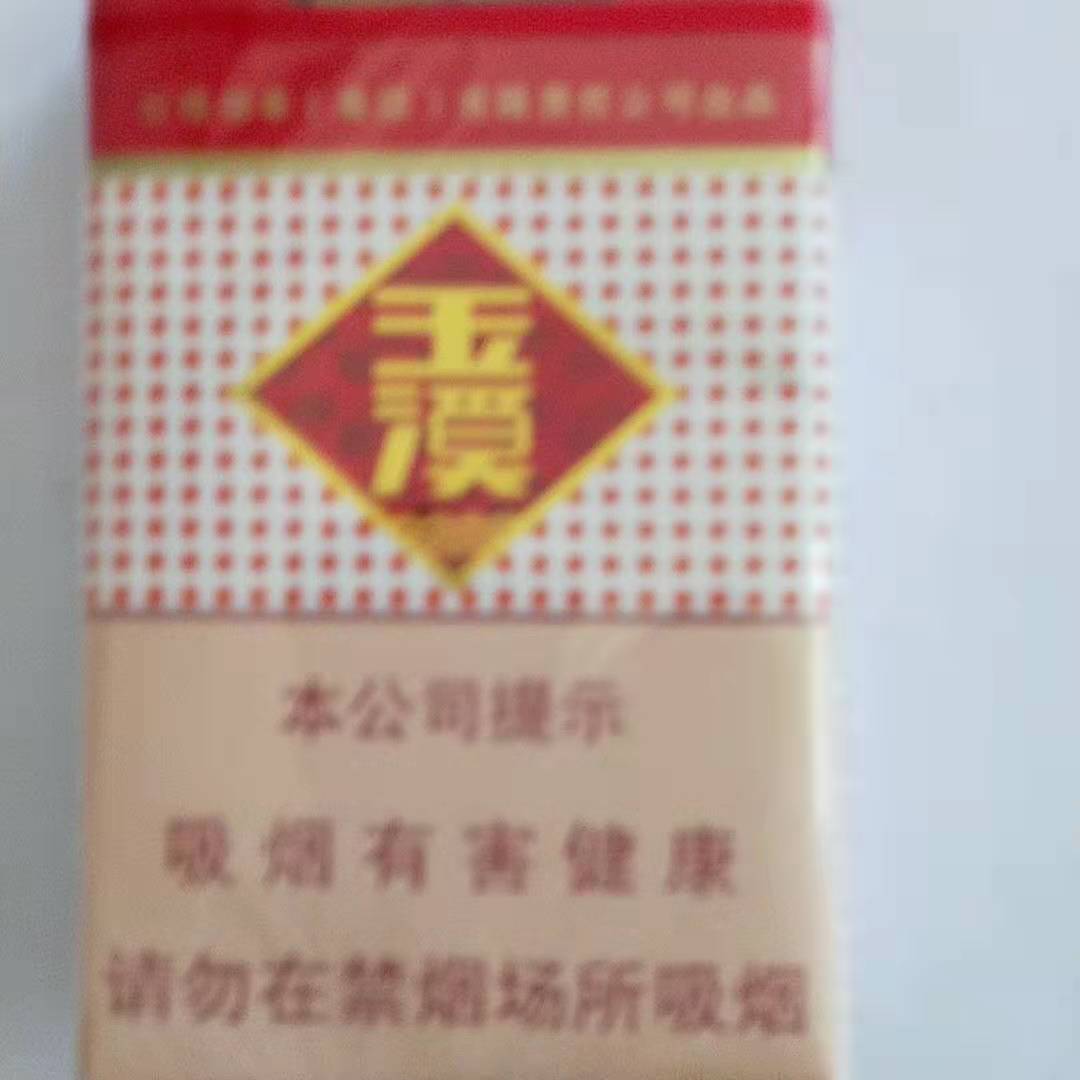 玉
溪
本公司提示
吸烟有害健康
请勿在禁烟场所吸烟